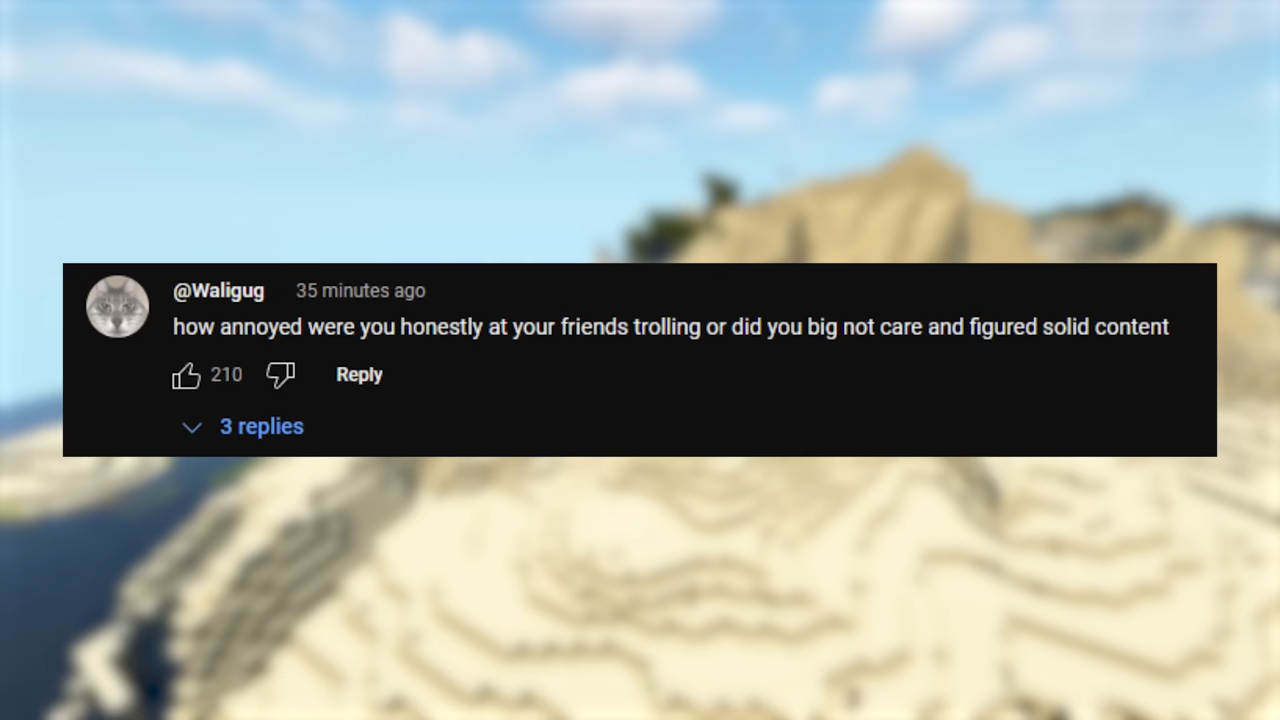 @Waligug 35 minutes ago
how annoyed were you honestly at your friends trolling or did you big not care and figured solid content
210 Reply
3 replies